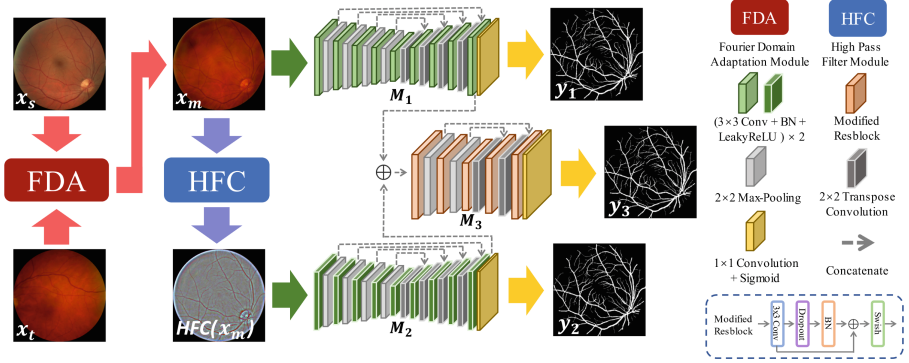 x_s
FDA
x_t
x_m
HFC
HFC(x_m)
M_1
M_3
M_2
y_1
y_3
y_2
FDA
Fourier Domain
Adaptation Module
HFC
High Pass
Filter Module
(3×3 Conv + BN +
LeakyReLU ) × 2
Modified
Resblock
2×2 Max-Pooling
2×2 Transpose
Convolution
1×1 Convolution
+ Sigmoid
Concatenate
Modified
Resblock
3x3 Conv
Dropout
BN
Swish